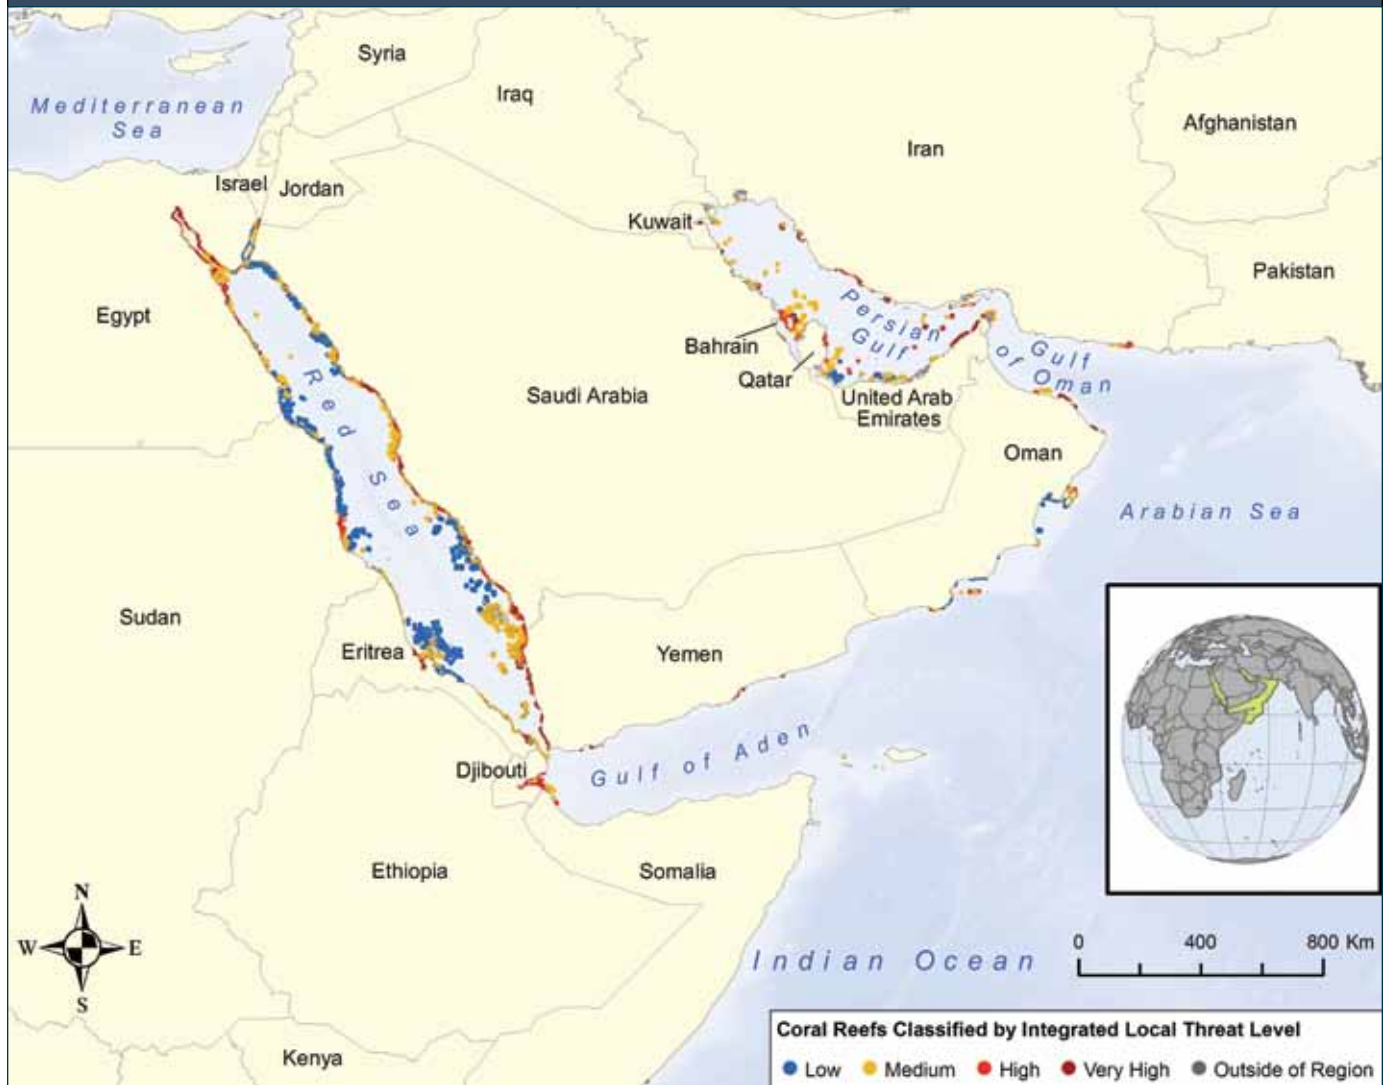 Syria
Mediterranean
Sea
Iraq
Afghanistan
Iran
Israel
Jordan
Kuwait
Pakistan
Egypt
Persian
Gulf
Bahrain
Gulf
of Oman
Qatar
Red Sea
Saudi Arabia
United Arab
Emirates
Oman
Arabian Sea
Sudan
Eritrea
Yemen
Gulf of Aden
Djibouti
Ethiopia
Somalia
N
W
E
S
0
400
800 Km
Indian Ocean
Kenya
Coral Reefs Classified by Integrated Local Threat Level
Low Medium High Very High Outside of Region